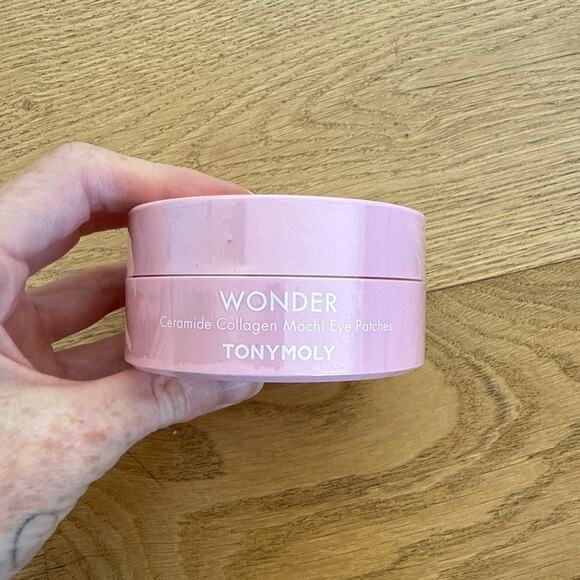 WONDER
Ceramide Collagen Mochi Eye Patches
TONYMOLY